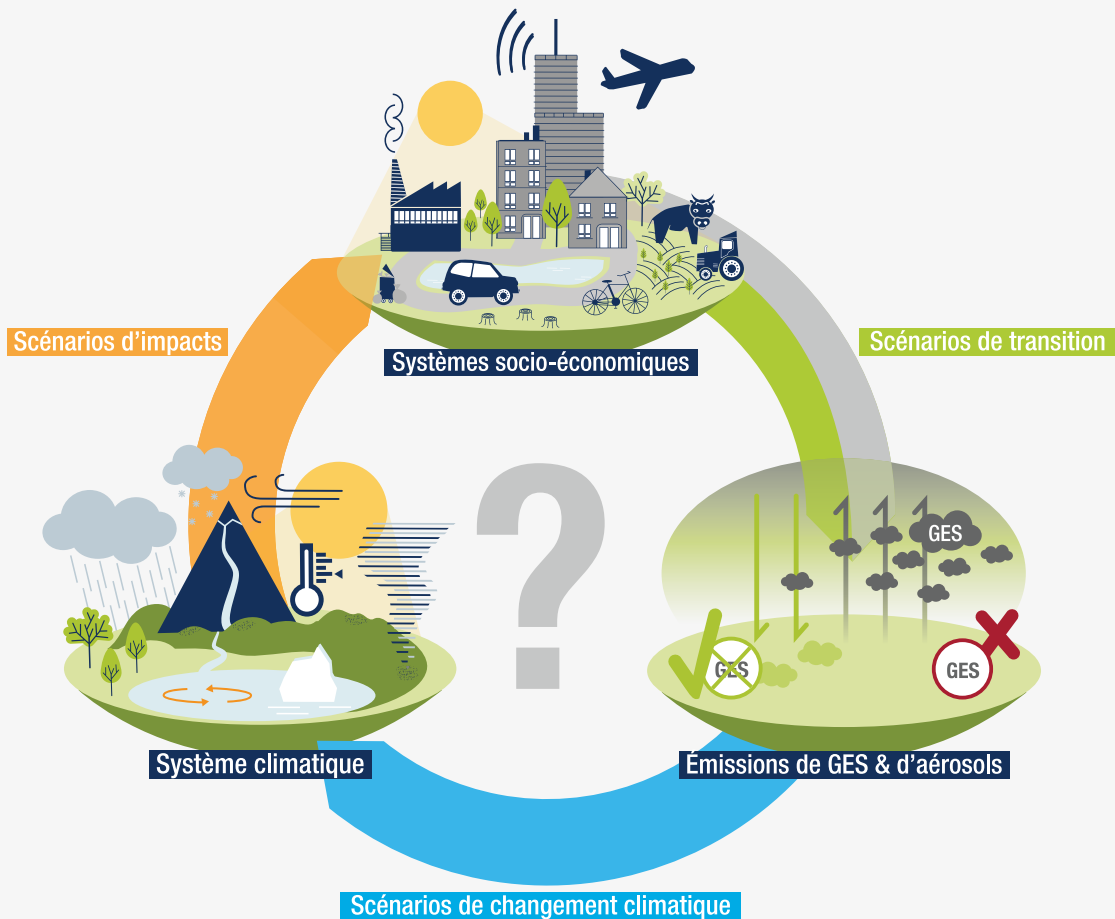 Scénarios d'impacts
Systèmes socio-économiques
Scénarios de transition
?
GES
GES
GES
Système climatique
Émissions de GES & d'aérosols
Scénarios de changement climatique